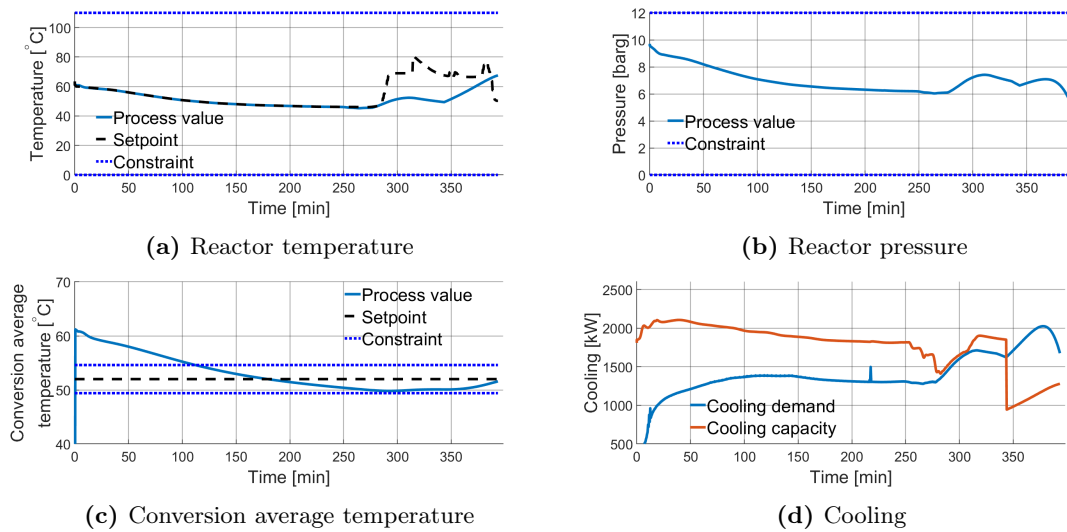 100
80
60
40
20
0
Temperature [°C]
Process value
Setpoint
Constraint
0 50 100 150 200 250 300 350
Time [min]
(a) Reactor temperature
12
10
8
6
4
2
0
Pressure [barg]
Process value
Constraint
0 50 100 150 200 250 300 350
Time [min]
(b) Reactor pressure
70
60
50
40
Conversion average
temperature [°C]
Process value
Setpoint
Constraint
0 50 100 150 200 250 300 350
Time [min]
(c) Conversion average temperature
2500
2000
1500
1000
500
Cooling [kW]
Cooling demand
Cooling capacity
0 50 100 150 200 250 300 350
Time [min]
(d) Cooling